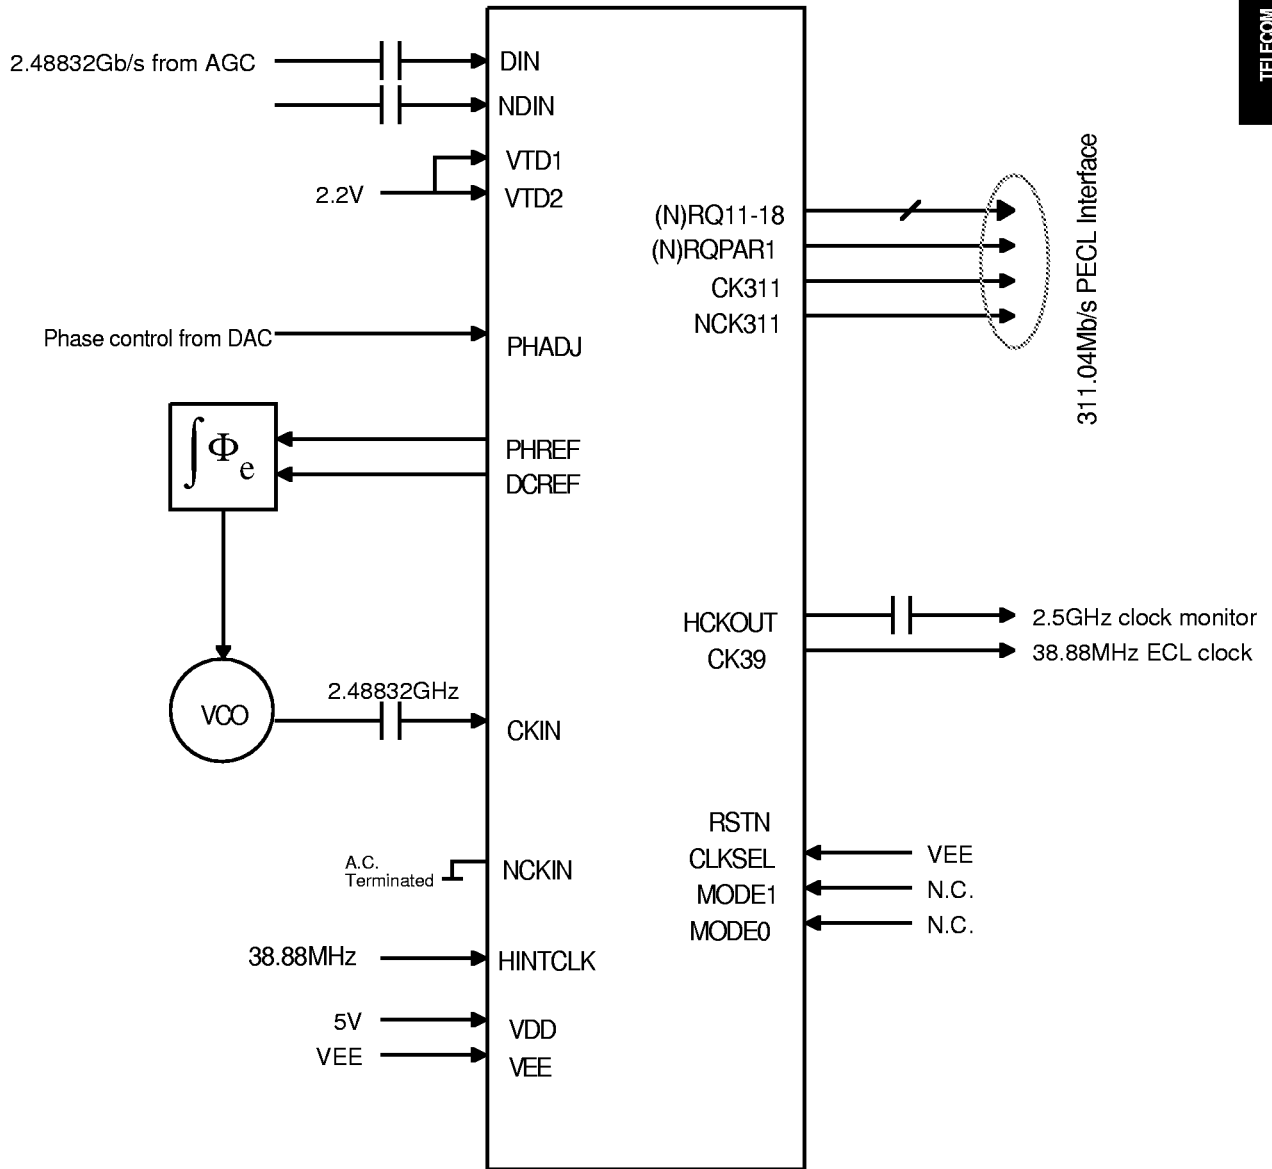 TELECOM
2.48832Gb/s from AGC
DIN
NDIN
VTD1
2.2V
VTD2
(N)RQ11-18
(N)RQPAR1
CK311
NCK311
311.04Mb/s PECL Interface
Phase control from DAC
PHADJ
∫Φe
PHREF
DCREF
HCKOUT
2.5GHz clock monitor
CK39
38.88MHz ECL clock
2.48832GHz
VCO
CKIN
RSTN
CLKSEL
VEE
MODE1
N.C.
MODE0
N.C.
A.C.
Terminated
NCKIN
38.88MHz
HINTCLK
5V
VDD
VEE
VEE